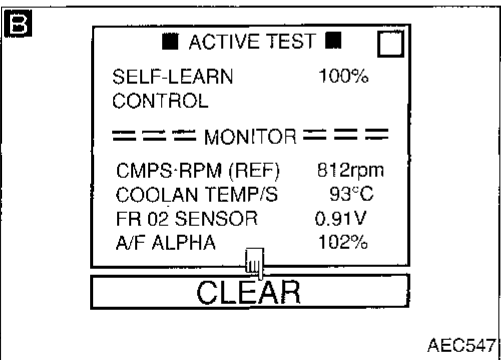 B
■ ACTIVE TEST ■
SELF-LEARN 100%
CONTROL
=== MONITOR ===
CMPS·RPM (REF) 812rpm
COOLAN TEMP/S 93°C
FR 02 SENSOR 0.91V
A/F ALPHA 102%
CLEAR
AEC547